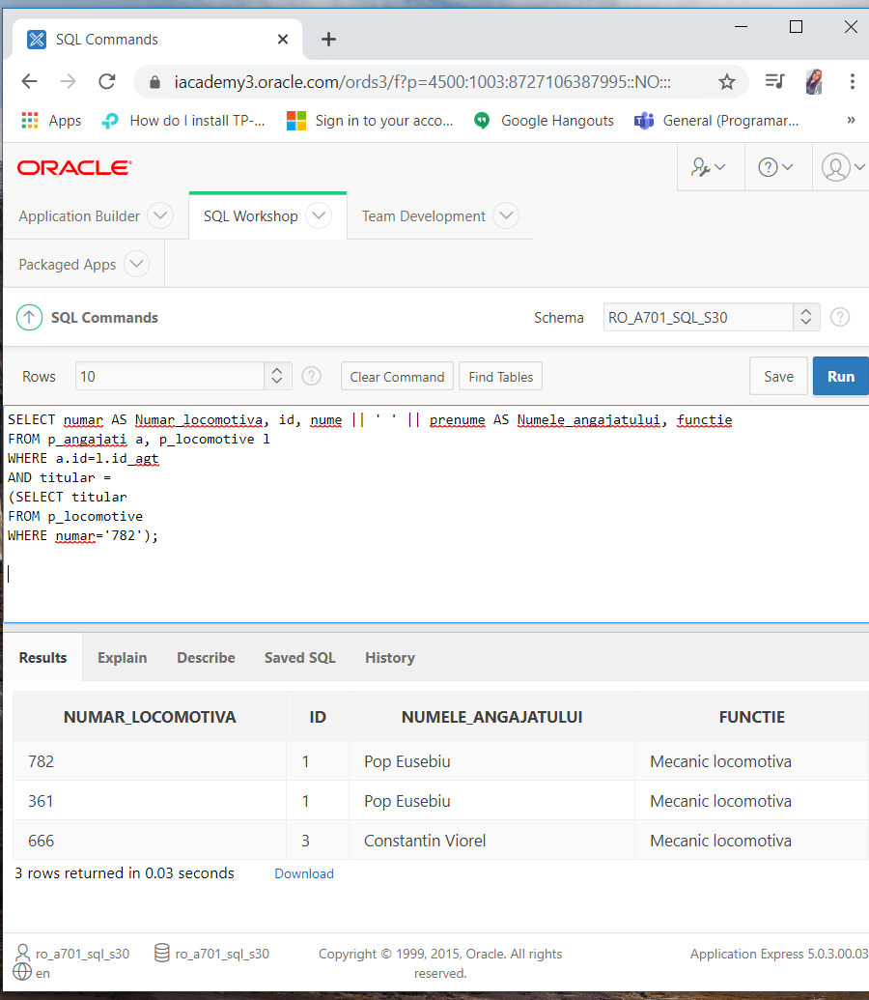 SQL Commands
iacademy3.oracle.com/ords3/f?p=4500:1003:8727106387995::NO:::
Apps How do I install TP-... Sign in to your acco... Google Hangouts General (Programar... »
ORACLE
Application Builder SQL Workshop Team Development
Packaged Apps
SQL Commands Schema RO_A701_SQL_S30
Rows 10 Clear Command Find Tables Save Run
SELECT numar AS Numar_locomotiva, id, nume || ' ' || prenume AS Numele_angajatului, functie
FROM p_angajati a, p_locomotive l
WHERE a.id=l.id_agt
AND titular =
(SELECT titular
FROM p_locomotive
WHERE numar='782');
Results Explain Describe Saved SQL History
NUMAR_LOCOMOTIVA ID NUMELE_ANGAJATULUI FUNCTIE
782 1 Pop Eusebiu Mecanic locomotiva
361 1 Pop Eusebiu Mecanic locomotiva
666 3 Constantin Viorel Mecanic locomotiva
3 rows returned in 0.03 seconds Download
ro_a701_sql_s30 ro_a701_sql_s30 Copyright © 1999, 2015, Oracle. All rights Application Express 5.0.3.00.03
en reserved.